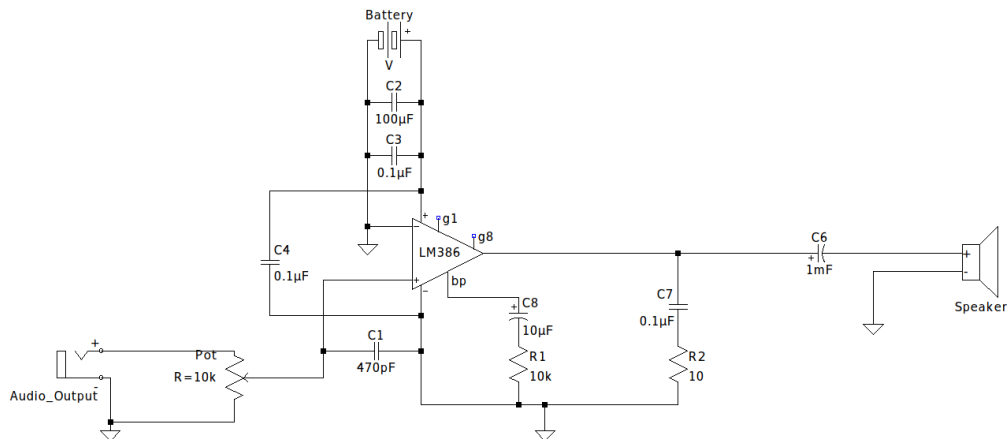 Battery
+
V
C2
100µF
C3
0.1µF
+
g1
-
g8
LM386
C4
0.1µF
+
bp
-
C6
+
1mF
+
-
Speaker
C7
0.1µF
+
C8
10µF
C1
470pF
R1
10k
R2
10
+
Pot
R=10k
-
Audio_Output